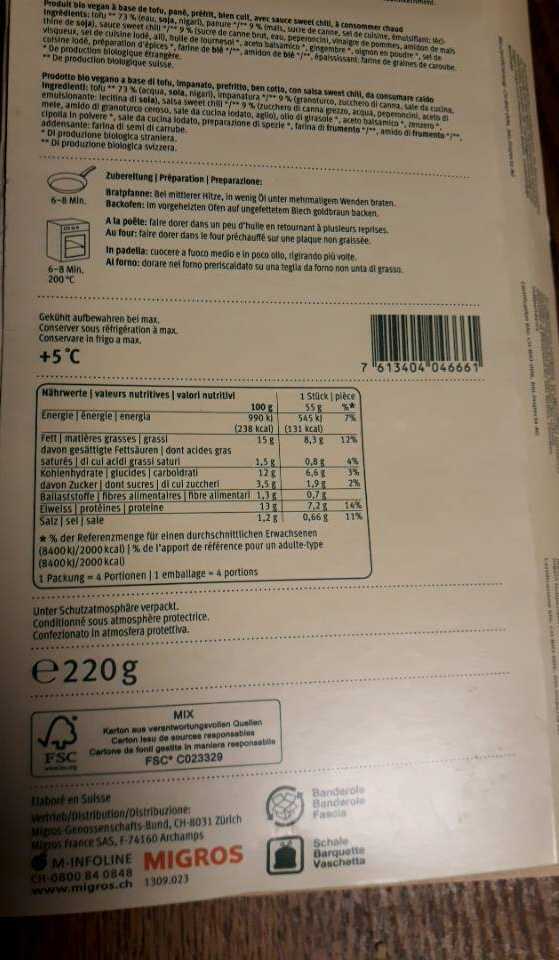 Produit bio vegan à base de tofu, pané, préfrit, bien cuit, avec sauce sweet chili, à consommer chaud
Ingrédients: tofu ** 73 % (eau, soja, nigari), panure */** 9 % (maïs, sucre de canne, sel de cuisine, émulsifiant: léci-
thine de soja), sauce sweet chili */** 9 % (sucre de canne brut, eau, peperoncini, vinaigre de pommes, amidon de maïs
visqueux, sel de cuisine iodé, ail), huile de tournesol *, aceto balsamico *, gingembre *, oignon en poudre *, sel de
cuisine iodé, préparation d'épices *, farine de blé */**, amidon de blé */**, épaississant: farine de graines de caroube.
* De production biologique étrangère.
** De production biologique suisse.
Prodotto bio vegano a base di tofu, impanato, prefritto, ben cotto, con salsa sweet chili, da consumare caldo
Ingredienti: tofu ** 73 % (acqua, soia, nigari), impanatura */** 9 % (granoturco, zucchero di canna, sale da cucina,
emulsionante: lecitina di soia), salsa sweet chili */** 9 % (zucchero di canna grezzo, acqua, peperoncini, aceto di
mele, amido di granoturco ceroso, sale da cucina iodato, aglio), olio di girasole *, aceto balsamico *, zenzero *,
cipolla in polvere *, sale da cucina iodato, preparazione di spezie *, farina di frumento */**, amido di frumento */**,
addensante: farina di semi di carrube.
* Di produzione biologica straniera.
** Di produzione biologica svizzera.
Zubereitung | Préparation | Preparazione:
6-8 Min.
Bratpfanne: Bei mittlerer Hitze, in wenig Öl unter mehrmaligem Wenden braten.
Backofen: Im vorgeheizten Ofen auf ungefettetem Blech goldbraun backen.
A la poêle: faire dorer dans un peu d'huile en retournant à plusieurs reprises.
Au four: faire dorer dans le four préchauffé sur une plaque non graissée.
In padella: cuocere a fuoco medio e in poco olio, rigirando più volte.
Al forno: dorare nel forno preriscaldato su una teglia da forno non unta di grasso.
6-8 Min.
200 °C
Gekühlt aufbewahren bei max.
Conserver sous réfrigération à max.
Conservare in frigo a max.
+5 °C
7 613404 046661
Nährwerte | valeurs nutritives | valori nutritivi 1 Stück | pièce
100 g 55 g %*
Energie | énergie | energia 990 kJ 545 kJ 7%
(238 kcal) (131 kcal)
Fett | matières grasses | grassi 15 g 8,3 g 12%
davon gesättigte Fettsäuren | dont acides gras
saturés | di cui acidi grassi saturi 1,5 g 0,8 g 4%
Kohlenhydrate | glucides | carboidrati 12 g 6,6 g 3%
davon Zucker | dont sucres | di cui zuccheri 3,5 g 1,9 g 2%
Ballaststoffe | fibres alimentaires | fibre alimentari 1,3 g 0,7 g
Eiweiss | protéines | proteine 13 g 7,2 g 14%
Salz | sel | sale 1,2 g 0,66 g 11%
* % der Referenzmenge für einen durchschnittlichen Erwachsenen
(8400 kJ/2000 kcal) | % de l'apport de référence pour un adulte-type
(8400 kJ/2000 kcal)
1 Packung = 4 Portionen | 1 emballage = 4 portions
Unter Schutzatmosphäre verpackt.
Conditionné sous atmosphère protectrice.
Confezionato in atmosfera protettiva.
e 220 g
FSC
www.fsc.org
MIX
Karton aus verantwortungsvollen Quellen
Carton issu de sources responsables
Cartone da fonti gestite in maniera responsabile
FSC® C023329
Elaboré en Suisse
Vertrieb/Distribution/Distribuzione:
Migros-Genossenschafts-Bund, CH-8031 Zürich
Migros France SAS, F-74160 Archamps
M-INFOLINE
CH-0800 84 0848
www.migros.ch
MIGROS
1309.023
Banderole
Banderole
Fascia
Schale
Barquette
Vaschetta